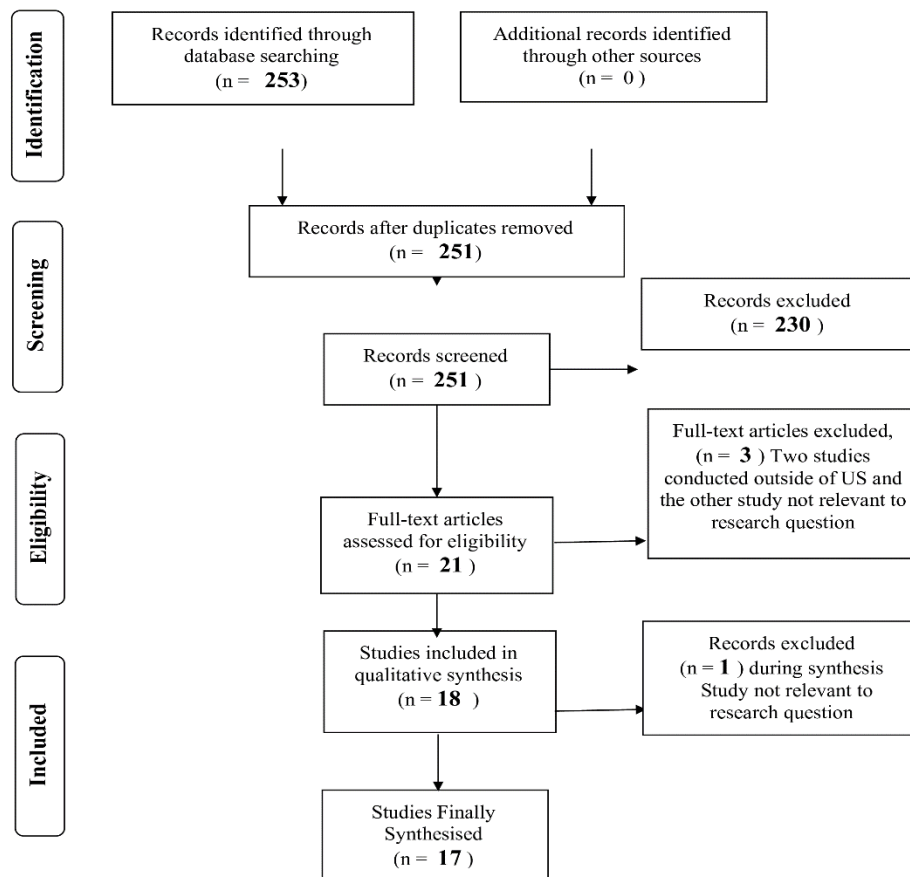 Identification
Records identified through
database searching
(n = 253)
Additional records identified
through other sources
(n = 0)
Screening
Records after duplicates removed
(n = 251)
Records excluded
(n = 230 )
Records screened
(n = 251 )
Eligibility
Full-text articles excluded,
(n = 3 ) Two studies
conducted outside of US and
the other study not relevant to
research question
Full-text articles
assessed for eligibility
(n = 21 )
Included
Studies included in
qualitative synthesis
(n = 18 )
Records excluded
(n = 1 ) during synthesis
Study not relevant to
research question
Studies Finally
Synthesised
(n = 17 )